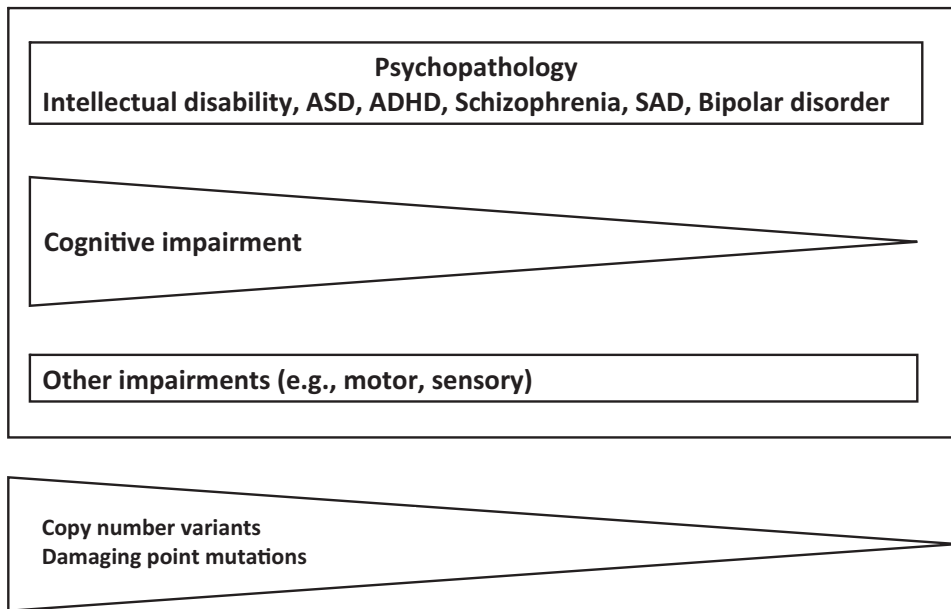 Psychopathology
Intellectual disability, ASD, ADHD, Schizophrenia, SAD, Bipolar disorder
Cognitive impairment
Other impairments (e.g., motor, sensory)
Copy number variants
Damaging point mutations